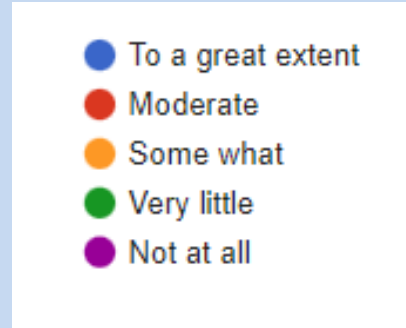 To a great extent
Moderate
Some what
Very little
Not at all